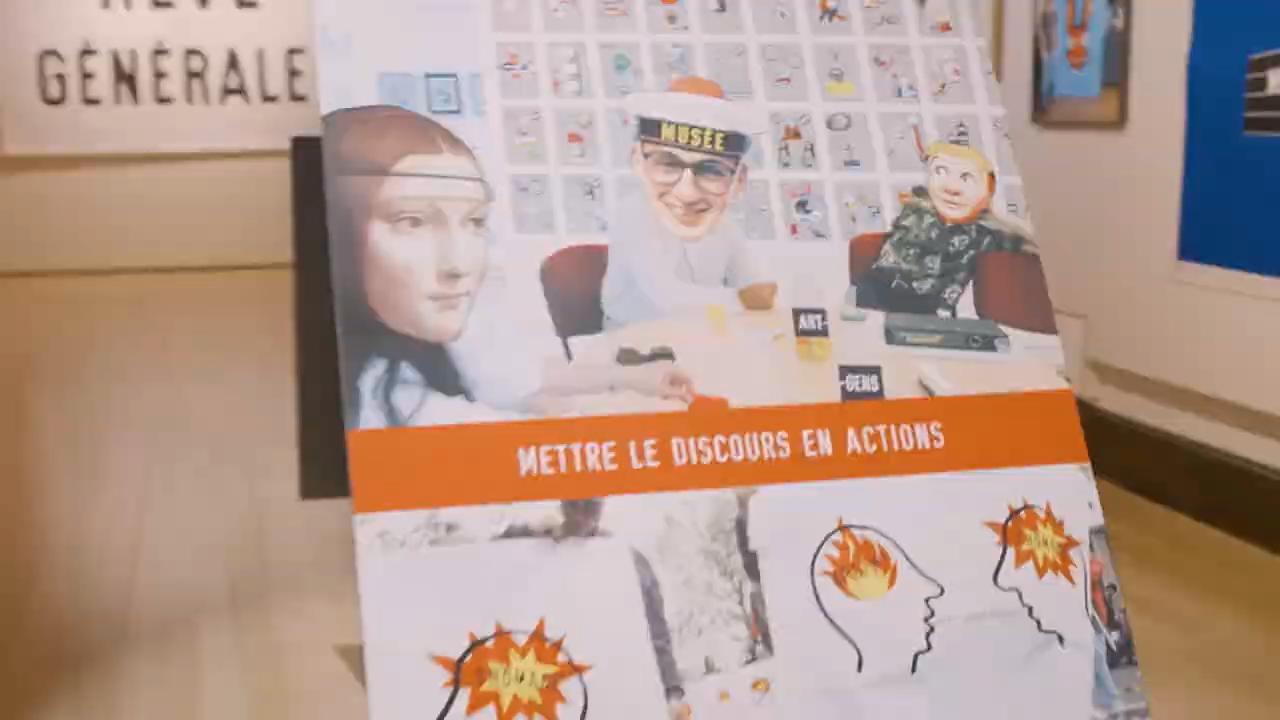 GÉNÉRALE
MUSÉE
ART-
-GENS
METTRE LE DISCOURS EN ACTIONS